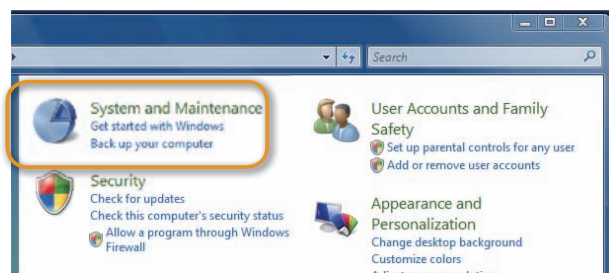 Search
System and Maintenance
Get started with Windows
Back up your computer
Security
Check for updates
Check this computer's security status
Allow a program through Windows
Firewall
User Accounts and Family
Safety
Set up parental controls for any user
Add or remove user accounts
Appearance and
Personalization
Change desktop background
Customize colors